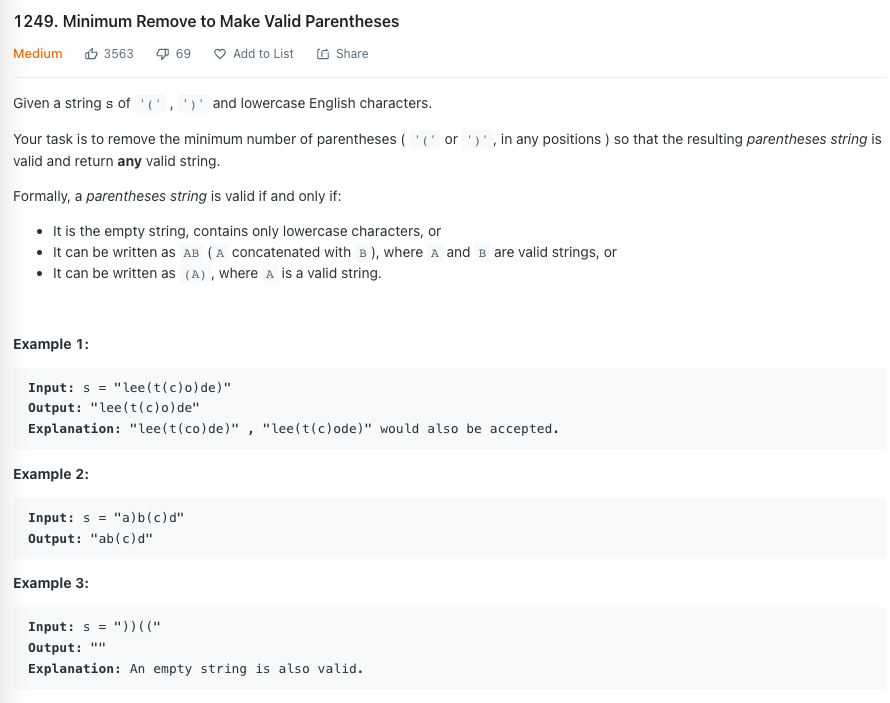 1249. Minimum Remove to Make Valid Parentheses
Medium 3563 69 Add to List Share
Given a string s of '(' , ')' and lowercase English characters.
Your task is to remove the minimum number of parentheses ( '(' or ')', in any positions ) so that the resulting parentheses string is
valid and return any valid string.
Formally, a parentheses string is valid if and only if:
• It is the empty string, contains only lowercase characters, or
• It can be written as AB ( A concatenated with B ), where A and B are valid strings, or
• It can be written as (A) , where A is a valid string.
Example 1:
Input: s = "lee(t(c)o)de)"
Output: "lee(t(c)o)de"
Explanation: "lee(t(co)de)" , "lee(t(c)ode)" would also be accepted.
Example 2:
Input: s = "a)b(c)d"
Output: "ab(c)d"
Example 3:
Input: s = "))(("
Output: ""
Explanation: An empty string is also valid.